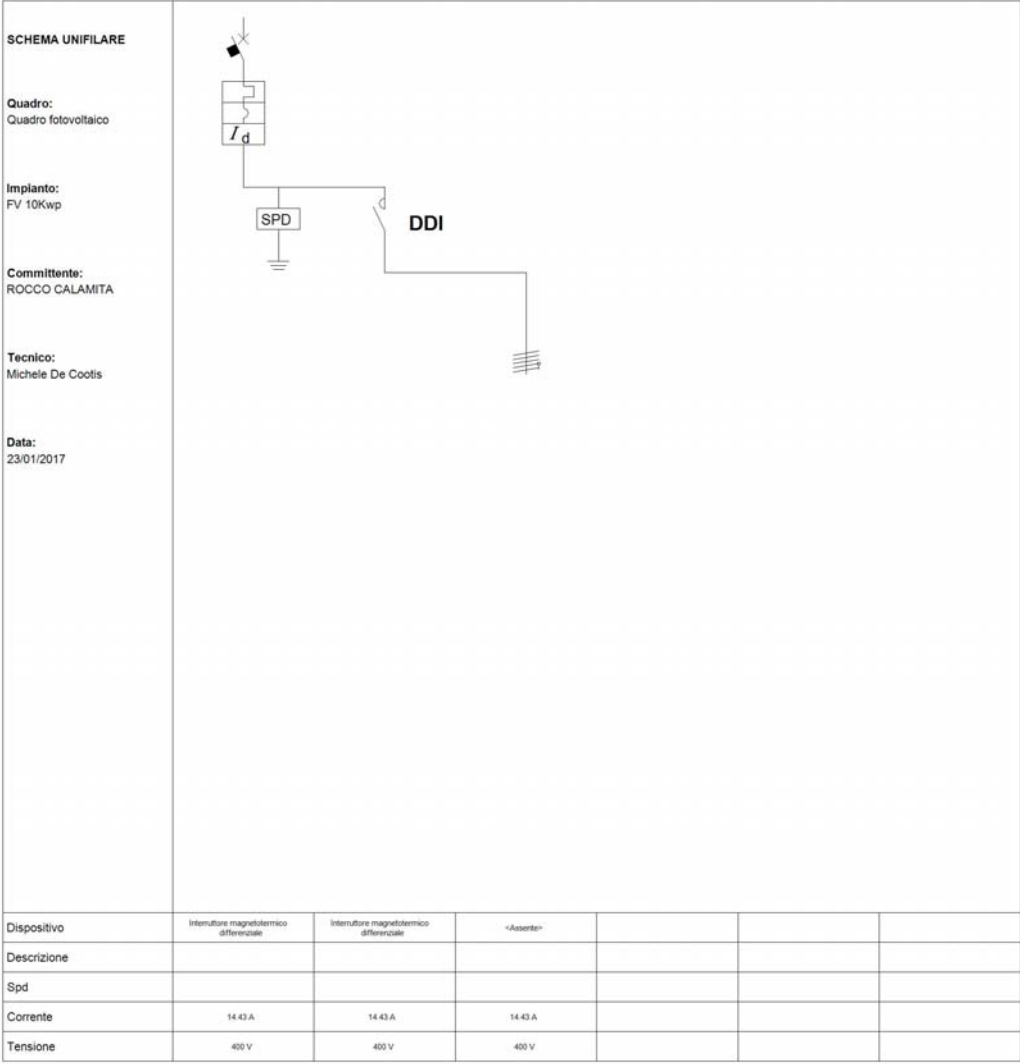 SCHEMA UNIFILARE
Quadro:
Quadro fotovoltaico
Impianto:
FV 10Kwp
Committente:
ROCCO CALAMITA
Tecnico:
Michele De Cootis
Data:
23/01/2017
I d
SPD
DDI
Dispositivo
Interruttore magnetotermico
differenziale
Interruttore magnetotermico
differenziale
<Assente>
Descrizione
Spd
Corrente 14.43 A 14.43 A 14.43 A
Tensione 400 V 400 V 400 V